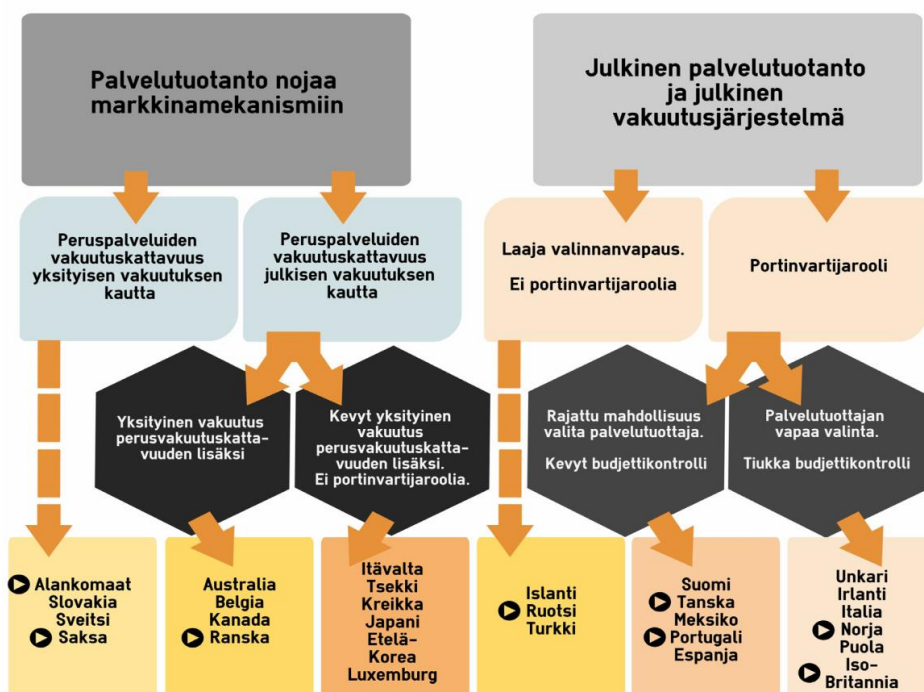 Palvelutuotanto nojaa
markkinamekanismiin
Julkinen palvelutuotanto
ja julkinen
vakuutusjärjestelmä
Peruspalveluiden
vakuutuskattavuus
yksityisen vakuutuksen
kautta
Peruspalveluiden
vakuutuskattavuus
julkisen vakuutuksen
kautta
Laaja valinnanvapaus.
Ei portinvartijaroolia
Portinvartijarooli
Yksityinen vakuutus
perusvakuutuskatta-
vuuden lisäksi
Kevyt yksityinen
vakuutus
perusvakuutuskatta-
vuuden lisäksi.
Ei portinvartijaroolia.
Rajattu mahdollisuus
valita palvelutuottaja.
Kevyt budjettikontrolli
Palvelutuottajan
vapaa valinta.
Tiukka budjettikontrolli
Alankomaat
Slovakia
Sveitsi
Saksa
Australia
Belgia
Kanada
Ranska
Itävalta
Tsekki
Kreikka
Japani
Etelä-
Korea
Luxemburg
Islanti
Ruotsi
Turkki
Suomi
Tanska
Meksiko
Portugali
Espanja
Unkari
Irlanti
Italia
Norja
Puola
Iso-
Britannia